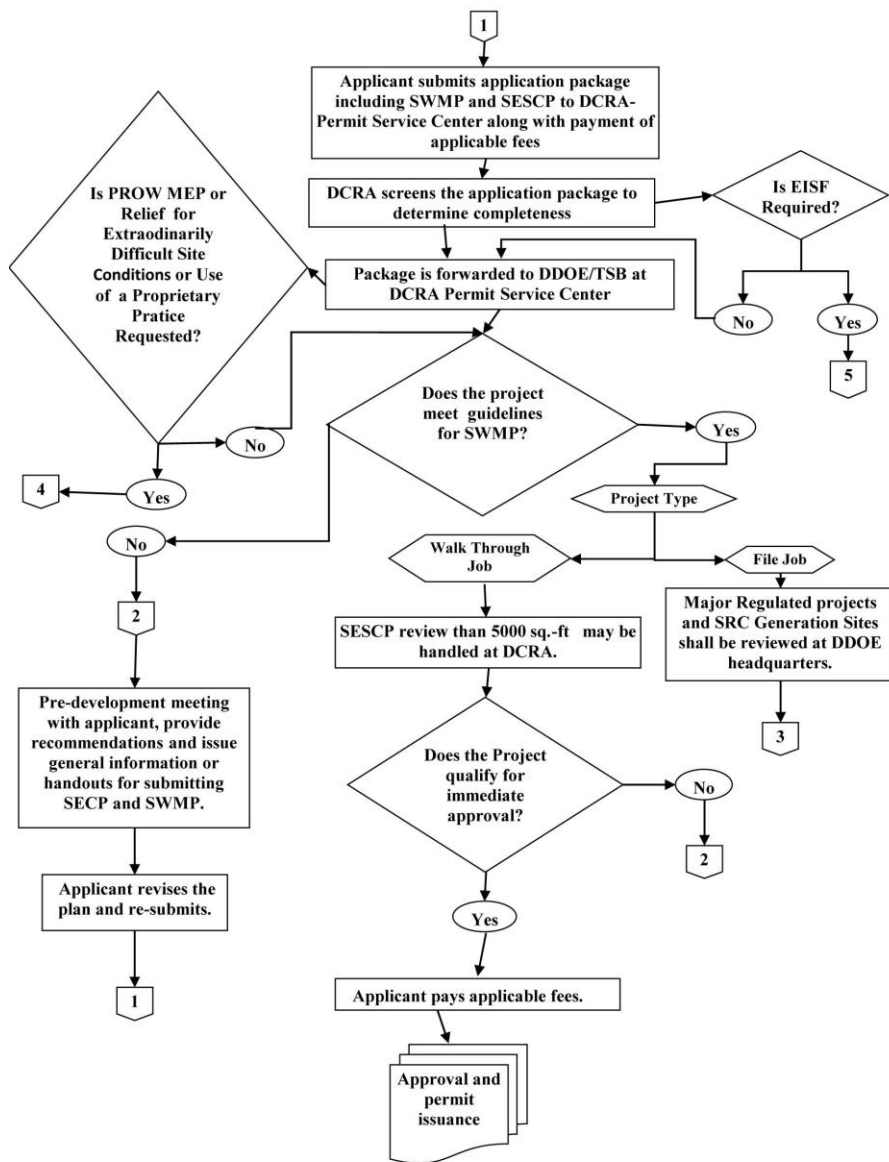 1
Applicant submits application package
including SWMP and SESCP to DCRA-
Permit Service Center along with payment of
applicable fees
DCRA screens the application package to
determine completeness
Is EISF
Required?
Is PROW MEP or
Relief for
Extraodinarily
Difficult Site
Conditions or Use
of a Proprietary
Pratice
Requested?
Package is forwarded to DDOE/TSB at
DCRA Permit Service Center
No
Yes
5
Does the project
meet guidelines
for SWMP?
No
Yes
4
Yes
Project Type
No
2
Walk Through
Job
File Job
SESCP review than 5000 sq.-ft may be
handled at DCRA.
Major Regulated projects
and SRC Generation Sites
shall be reviewed at DDOE
headquarters.
3
Pre-development meeting
with applicant, provide
recommendations and issue
general information or
handouts for submitting
SECP and SWMP.
Does the Project
qualify for
immediate
approval?
No
2
Applicant revises the
plan and re-submits.
1
Yes
Applicant pays applicable fees.
Approval and
permit
issuance